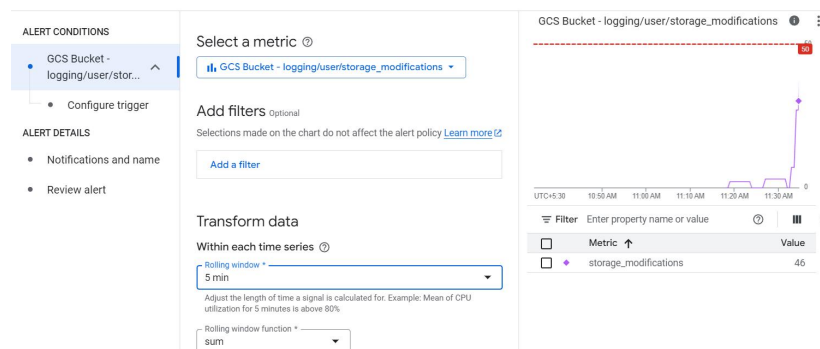 ALERT CONDITIONS
GCS Bucket -
logging/user/stor...
Configure trigger
ALERT DETAILS
Notifications and name
Review alert
Select a metric
GCS Bucket - logging/user/storage_modifications
Add filters Optional
Selections made on the chart do not affect the alert policy Learn more
Add a filter
Transform data
Within each time series
Rolling window *
5 min
Adjust the length of time a signal is calculated for. Example: Mean of CPU
utilization for 5 minutes is above 80%
Rolling window function *
sum
GCS Bucket - logging/user/storage_modifications
50
0
UTC+5:30 10:50 AM 11:00 AM 11:10 AM 11:20 AM 11:30 AM
Filter Enter property name or value
Metric Value
storage_modifications 46